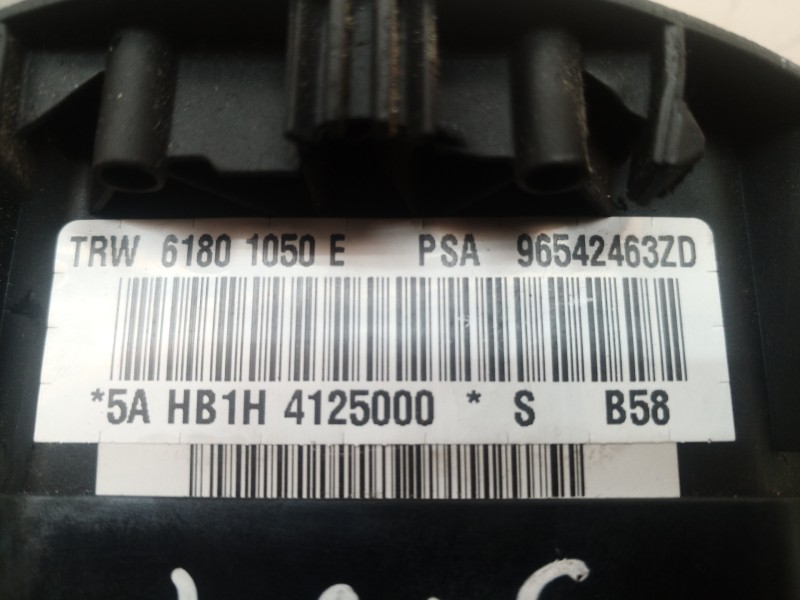 TRW 6180 1050 E PSA 96542463ZD
*5A HB1H 4125000 * S B58